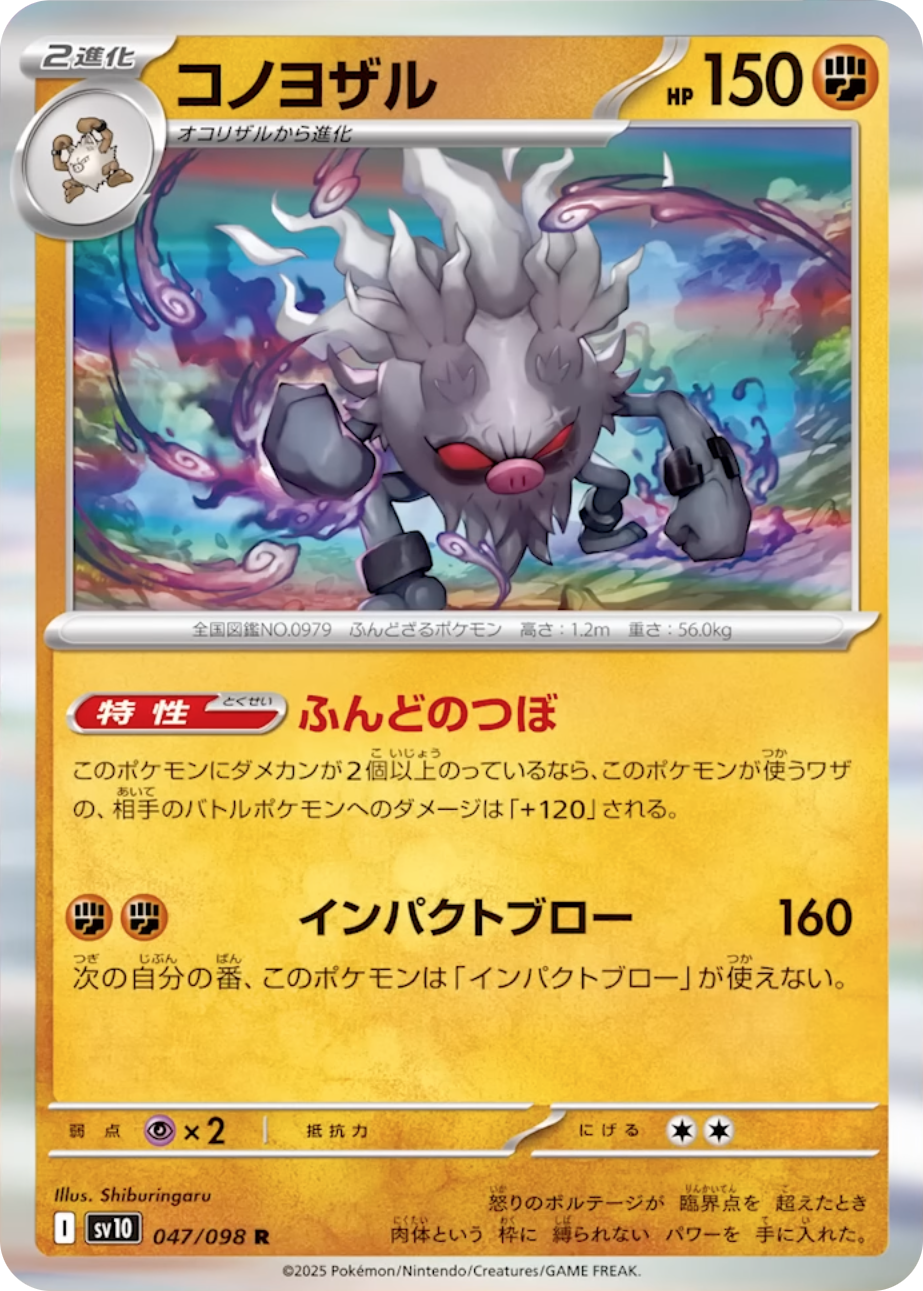 2進化
コノヨザル
HP 150
オコリザルから進化
全国図鑑NO.0979 ふんどざるポケモン 高さ:1.2m 重さ:56.0kg
特性 とくせい ふんどのつぼ
このポケモンにダメカンが2個以上のっているなら、このポケモンが使うワザ
の、相手のバトルポケモンへのダメージは「+120」される。
インパクトブロー 160
次の自分の番、このポケモンは「インパクトブロー」が使えない。
弱点 ×2 抵抗力 にげる
Illus. Shiburingaru
怒りのボルテージが 臨界点を 超えたとき
肉体という 枠に 縛られない パワーを 手に入れた。
I sv10 047/098 R
©2025 Pokémon/Nintendo/Creatures/GAME FREAK.